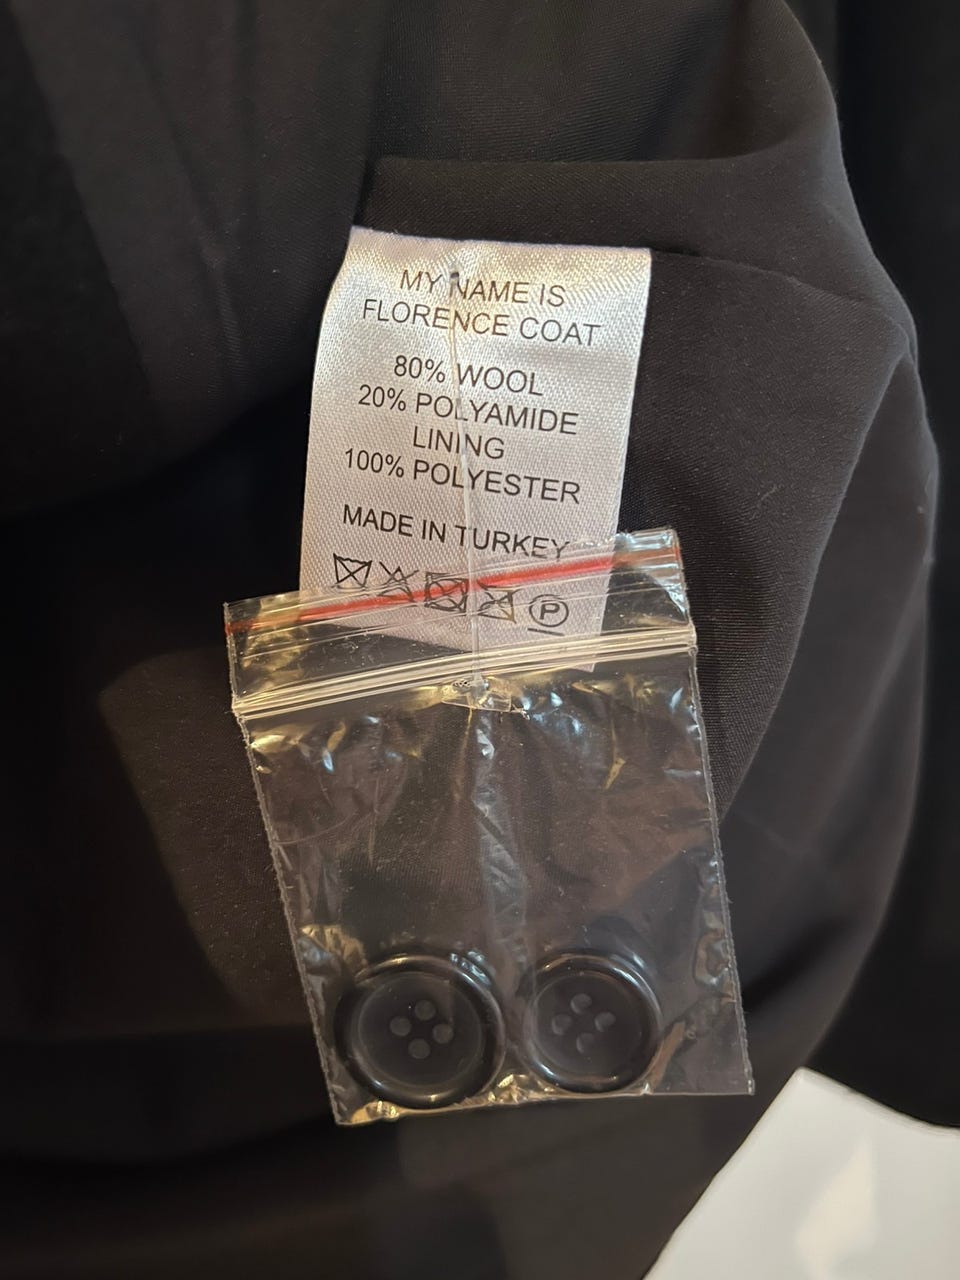 MY NAME IS
FLORENCE COAT
80% WOOL
20% POLYAMIDE
LINING
100% POLYESTER
MADE IN TURKEY
P